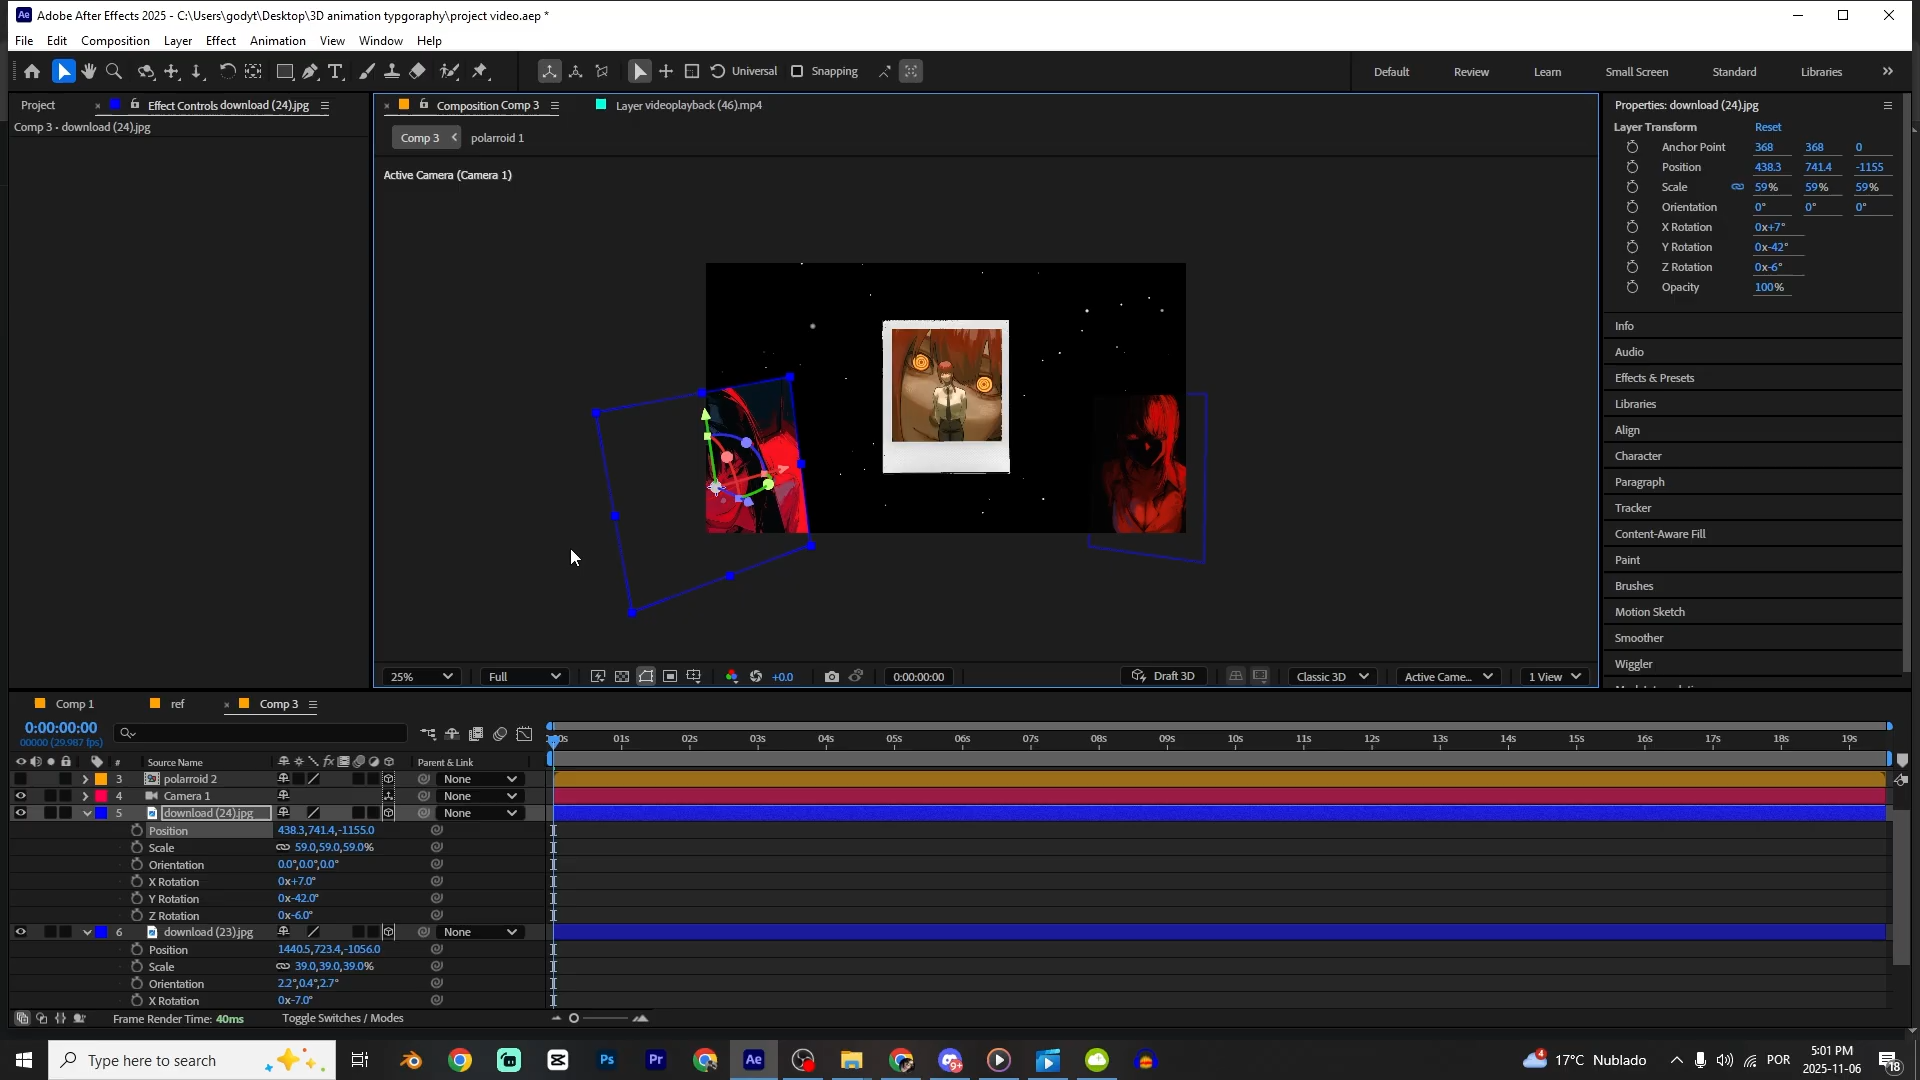 Adobe After Effects 2025 - C:\Users\godyt\Desktop\3D animation typgoraphy\project video.aep *
File Edit Composition Layer Effect Animation View Window Help
Universal Snapping Default Review Learn Small Screen Standard Libraries
Project Effect Controls download (24).jpg
Comp 3 • download (24).jpg
Composition Comp 3 Layer videoplayback (46).mp4
Comp 3 polarroid 1
Active Camera (Camera 1)
Properties: download (24).jpg
Layer Transform Reset
Anchor Point 368 368 0
Position 438.3 741.4 -1155
Scale 59% 59% 59%
Orientation 0° 0° 0°
X Rotation 0x+7°
Y Rotation 0x-42°
Z Rotation 0x-6°
Opacity 100%
Info
Audio
Effects & Presets
Libraries
Align
Character
Paragraph
Tracker
Content-Aware Fill
Paint
Brushes
Motion Sketch
Smoother
Wiggler
25% Full +0.0 0:00:00:00 Draft 3D Classic 3D Active Came... 1 View
Comp 1 ref Comp 3
0:00:00:00
00000 (29.987 fps)
01s 02s 03s 04s 05s 06s 07s 08s 09s 10s 11s 12s 13s 14s 15s 16s 17s 18s 19s
# Source Name fx Parent & Link
3 polarroid 2 None
4 Camera 1 None
5 download (24).jpg None
Position 438.3,741.4,-1155.0
Scale 59.0,59.0,59.0%
Orientation 0.0°,0.0°,0.0°
X Rotation 0x+7.0°
Y Rotation 0x-42.0°
Z Rotation 0x-6.0°
6 download (23).jpg None
Position 1440.5,723.4,-1056.0
Scale 39.0,39.0,39.0%
Orientation 2.2°,0.4°,2.7°
X Rotation 0x-7.0°
Frame Render Time: 40ms Toggle Switches / Modes
Type here to search
Ps Pr Ae 9+ 4 17°C Nublado POR
5:01 PM
2025-11-06
18